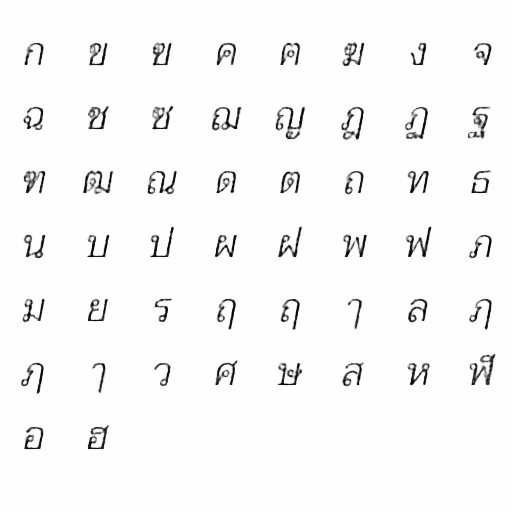 ก ข ฃ ค ฅ ฆ ง จ
ฉ ช ซ ฌ ญ ฎ ฏ ฐ
ฑ ฒ ณ ด ต ถ ท ธ
น บ ป ผ ฝ พ ฟ ภ
ม ย ร ฤ ฤ ๅ ล ฦ
ฦ ๅ ว ศ ษ ส ห ฬ
อ ฮ